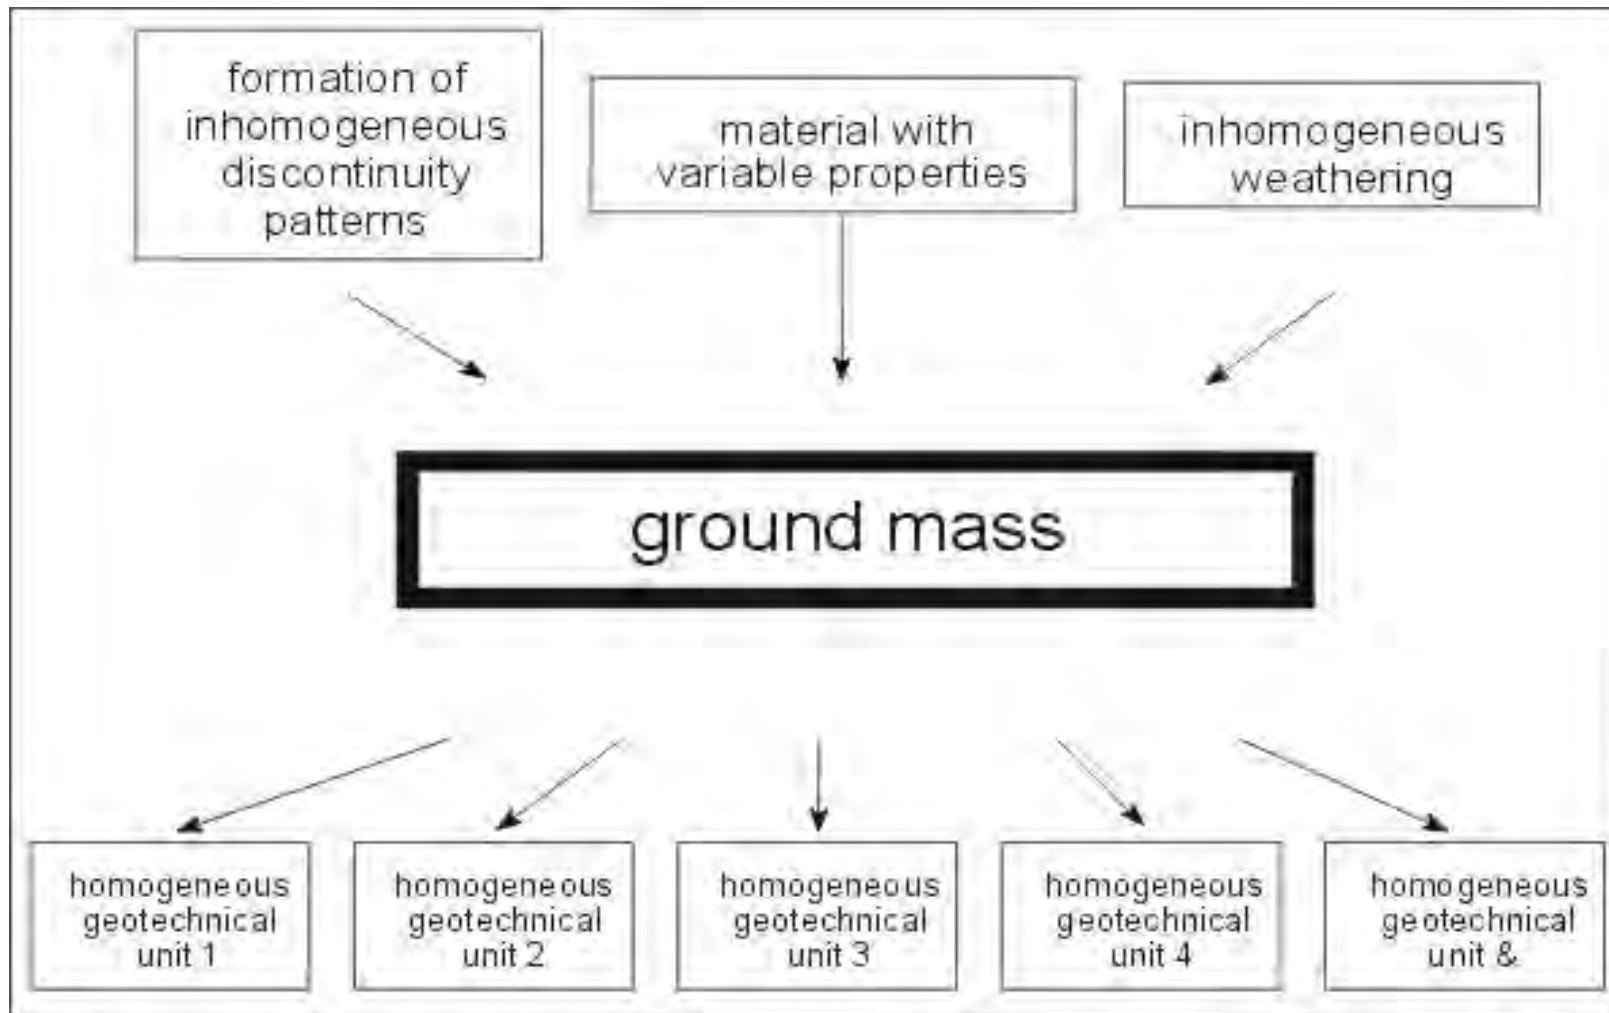 formation of
inhomogeneous
discontinuity
patterns
material with
variable properties
inhomogeneous
weathering
ground mass
homogeneous
geotechnical
unit 1
homogeneous
geotechnical
unit 2
homogeneous
geotechnical
unit 3
homogeneous
geotechnical
unit 4
homogeneous
geotechnical
unit &